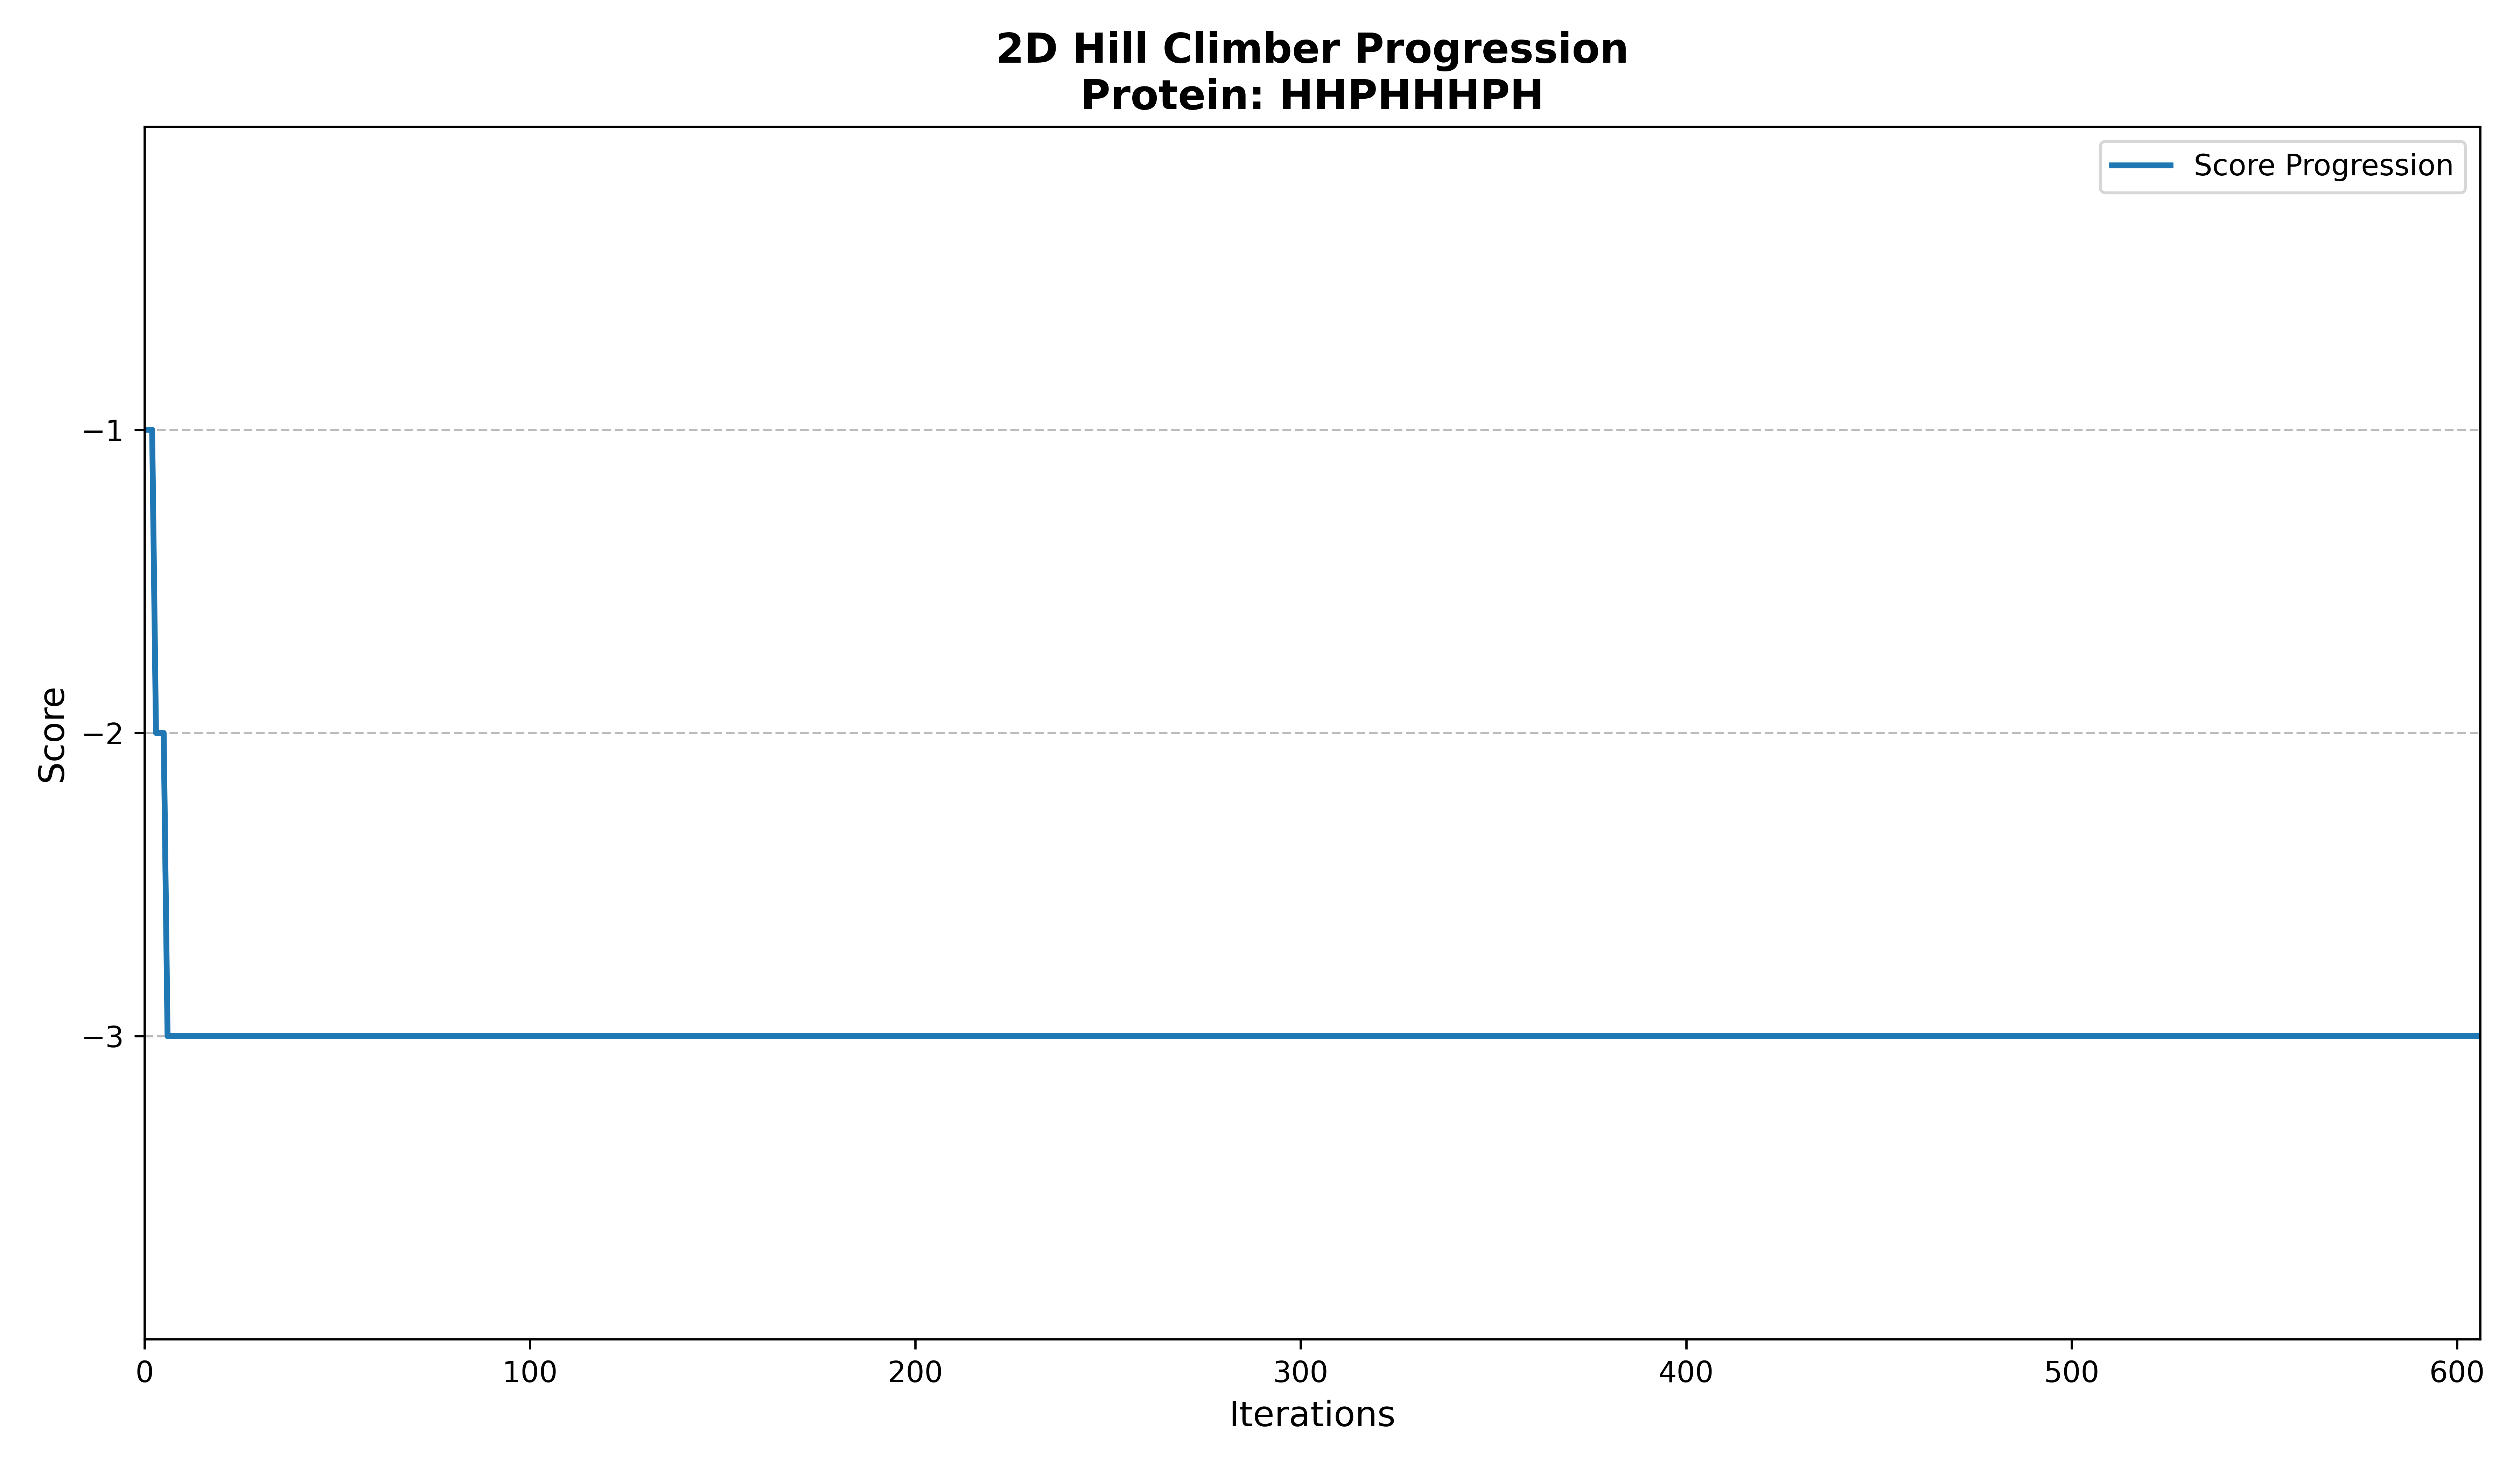 2D Hill Climber Progression
Protein: HHPHHHPH
Score Progression
−1
−2
−3
Score
0 100 200 300 400 500 600
Iterations